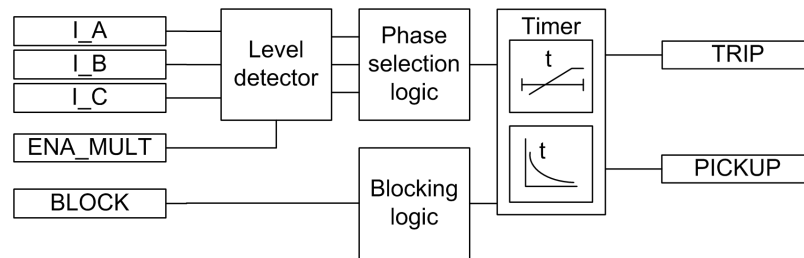 I_A
I_B
I_C
ENA_MULT
BLOCK
Level
detector
Phase
selection
logic
Blocking
logic
Timer
t
t
TRIP
PICKUP